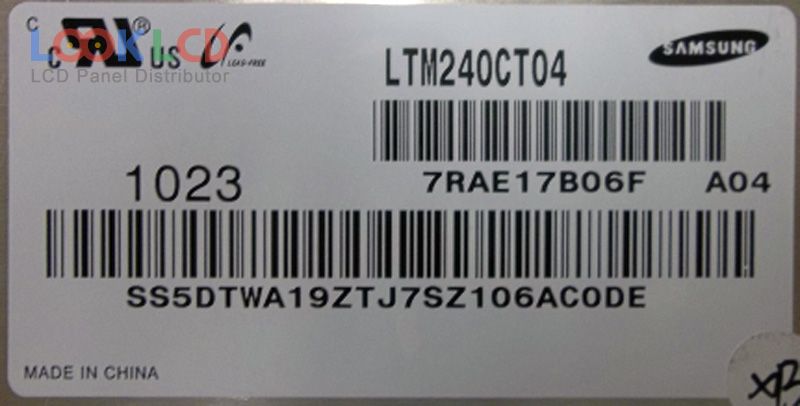 C
LOOK LCD
LCD Panel Distributor
c US
LEAD-FREE
LTM240CT04
SAMSUNG
1023
7RAE17B06F A04
SS5DTWA19ZTJ7SZ106AC0DE
MADE IN CHINA